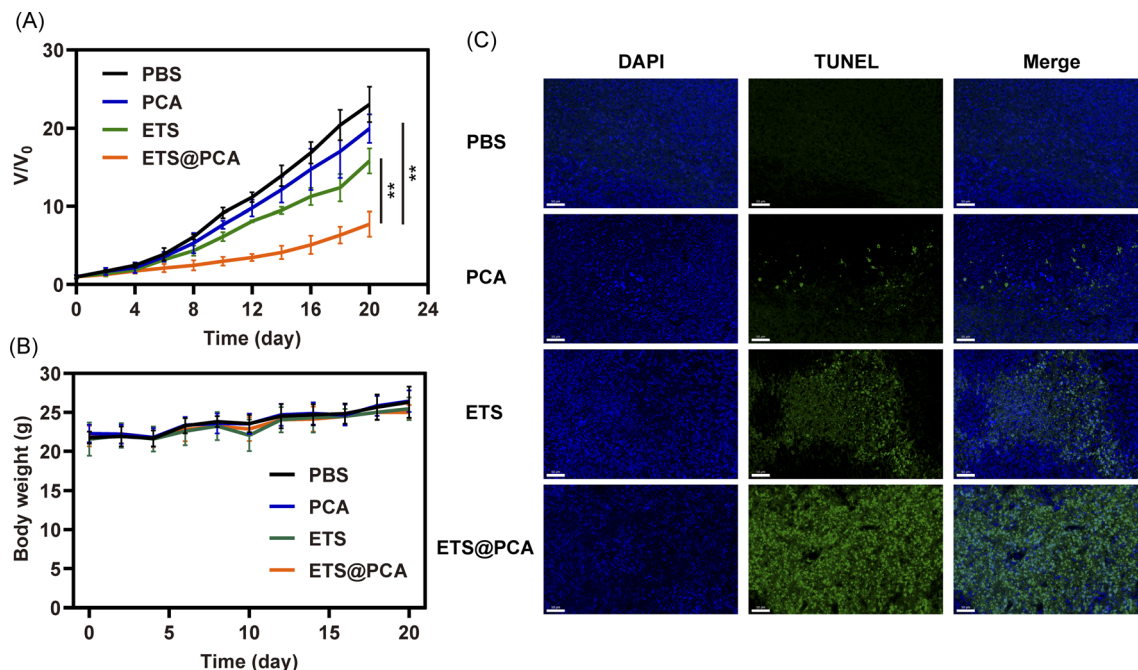 (A)
30
20
10
0
V/V0
PBS
PCA
ETS
ETS@PCA
**
**
0 4 8 12 16 20 24
Time (day)
(B)
30
25
20
15
10
5
0
Body weight (g)
PBS
PCA
ETS
ETS@PCA
0 5 10 15 20
Time (day)
(C)
DAPI TUNEL Merge
PBS
PCA
ETS
ETS@PCA